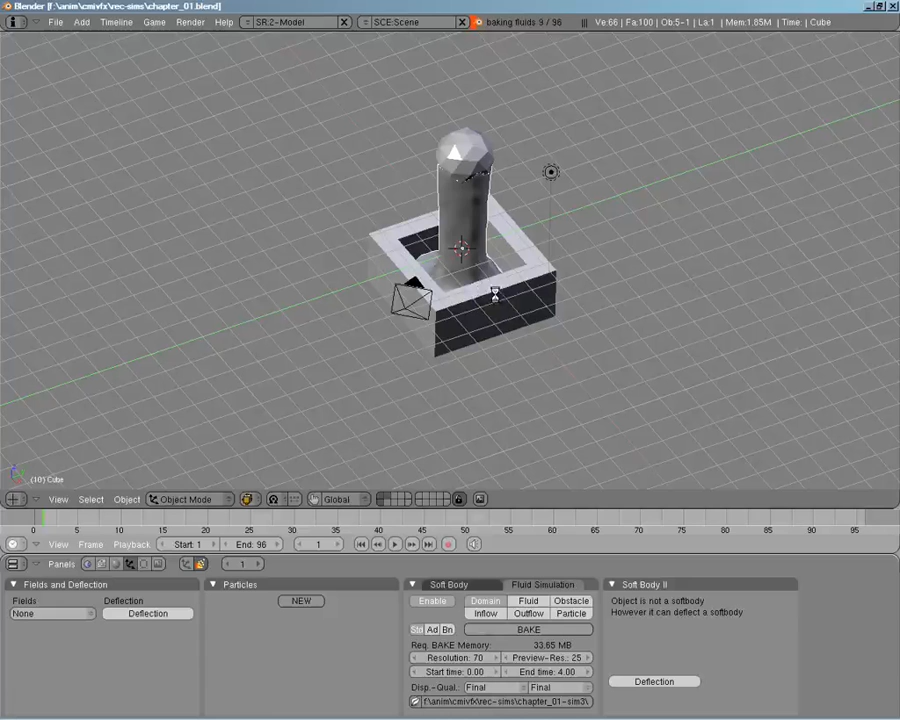 Blender [f:\anim\cmivfx\rec-sims\chapter_01.blend]
File Add Timeline Game Render Help SR:2-Model SCE:Scene baking fluids 3 / 96 Ve:66 | Fa:100 | Ob:5-1 | La:1 | Mem:1.85M | Time: | Cube
z
(10) Cube
View Select Object Object Mode Global
0 5 10 15 20 25 30 35 40 45 50 55 60 65 70 75 80 85 90 95
View Frame Playback Start: 1 End: 96 1
Panels 1
Fields and Deflection Particles Soft Body Fluid Simulation Soft Body II
Fields Deflection NEW Enable Domain Fluid Obstacle Object is not a softbody
None Deflection Inflow Outflow Particle However it can deflect a softbody
Std Ad Bn BAKE
Req. BAKE Memory: 33.65 MB
Resolution: 70 Preview-Res.: 25
Start time: 0.00 End time: 4.00
Disp.-Qual.: Final Final Deflection
f:\anim\cmivfx\rec-sims\chapter_01-sim3\